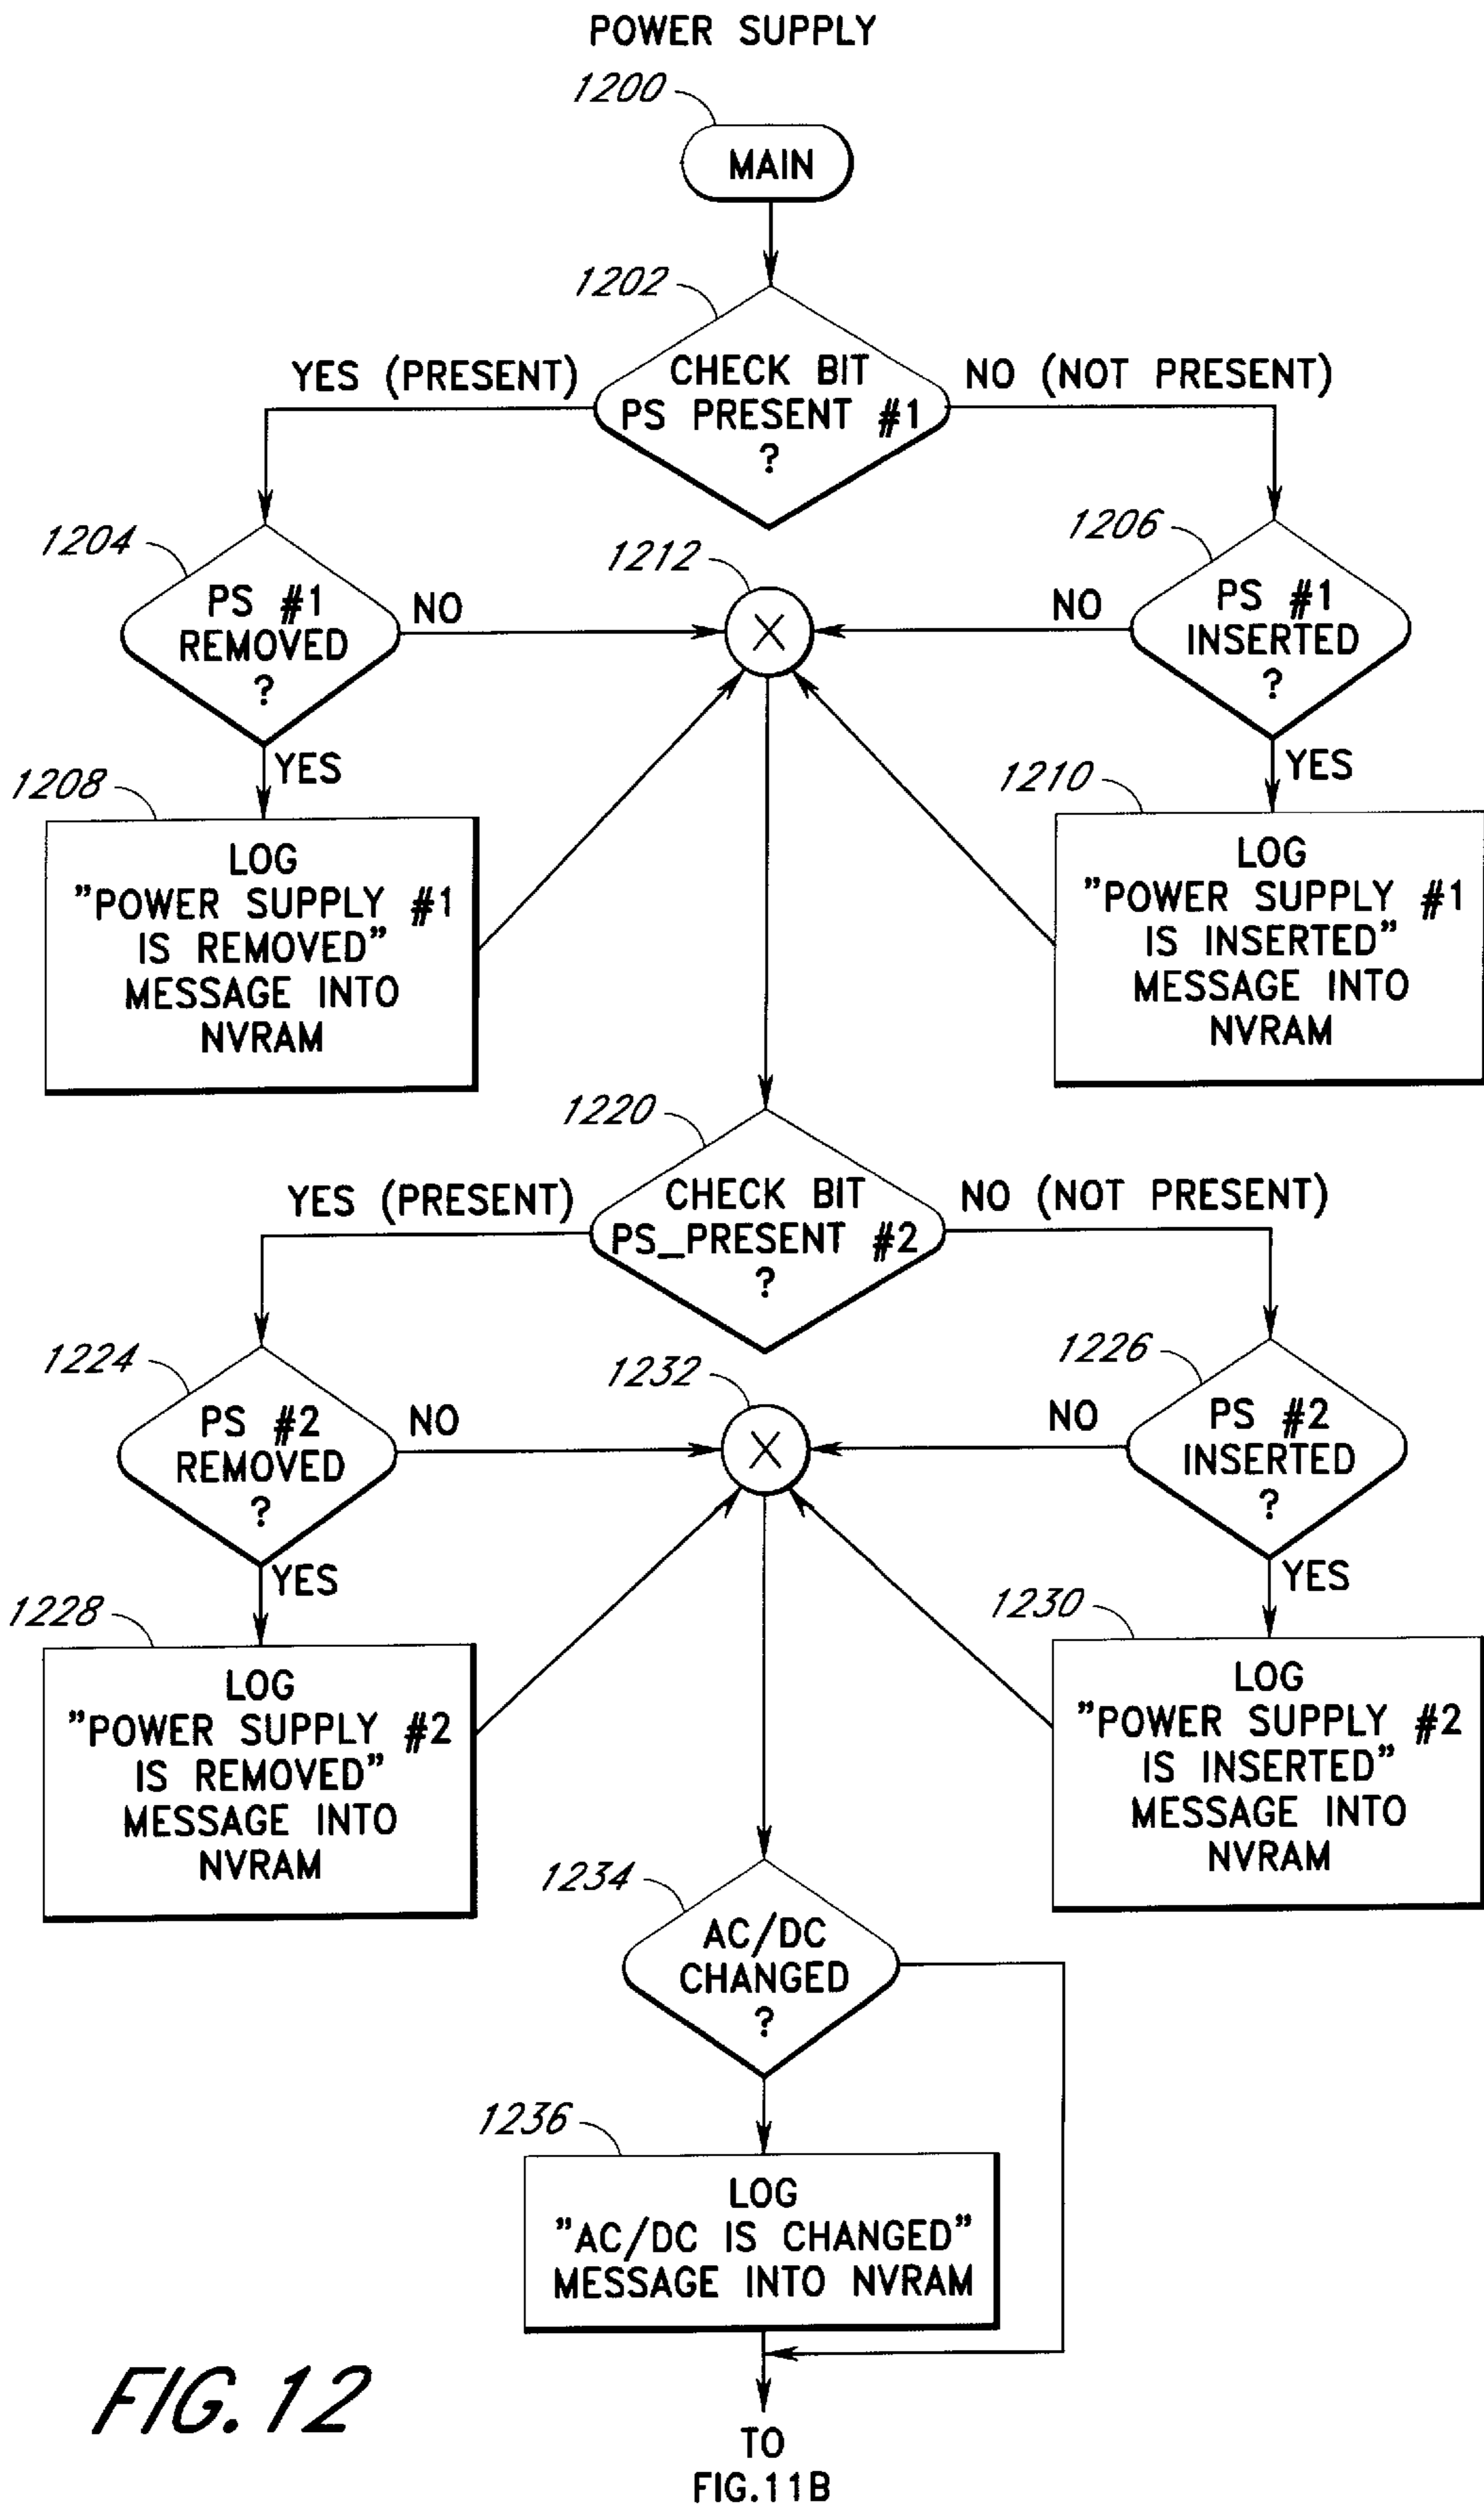 POWER SUPPLY
1200
MAIN
1202
CHECK BIT
PS PRESENT #1
?
YES (PRESENT)
NO (NOT PRESENT)
1204
PS #1
REMOVED
?
NO
1212
X
1206
PS #1
INSERTED
?
NO
YES
YES
1208
LOG
"POWER SUPPLY #1
IS REMOVED"
MESSAGE INTO
NVRAM
1210
LOG
"POWER SUPPLY #1
IS INSERTED"
MESSAGE INTO
NVRAM
1220
CHECK BIT
PS_PRESENT #2
?
YES (PRESENT)
NO (NOT PRESENT)
1224
PS #2
REMOVED
?
NO
1232
X
1226
PS #2
INSERTED
?
NO
YES
YES
1228
LOG
"POWER SUPPLY #2
IS REMOVED"
MESSAGE INTO
NVRAM
1230
LOG
"POWER SUPPLY #2
IS INSERTED"
MESSAGE INTO
NVRAM
1234
AC/DC
CHANGED
?
1236
LOG
"AC/DC IS CHANGED"
MESSAGE INTO NVRAM
TO
FIG.11B
FIG.12